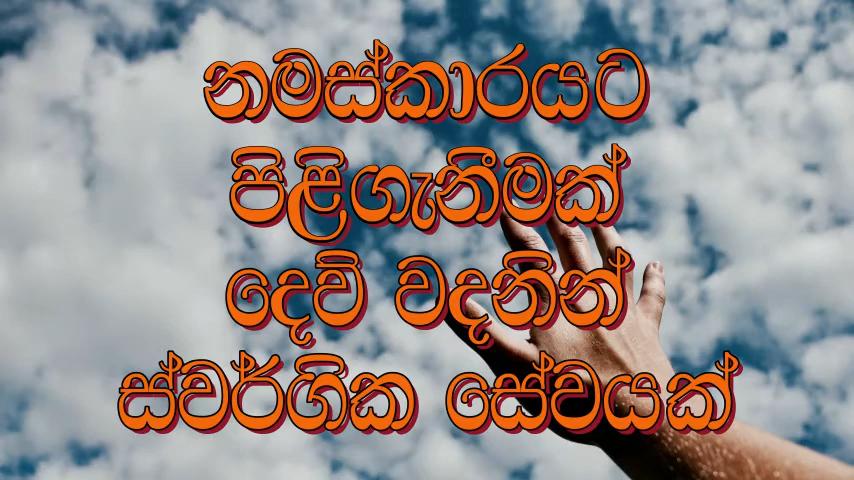 නමස්කාරයට
පිළිගැනීමක්
දෙවි වදනින්
ස්වර්ගික සේවයක්